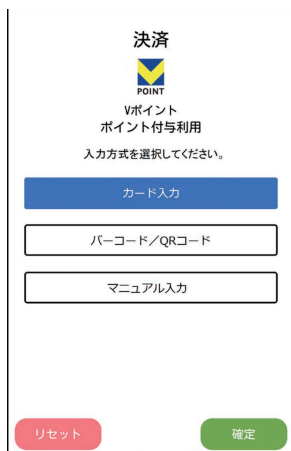 決済
POINT
Vポイント
ポイント付与利用
入力方式を選択してください。
カード入力
バーコード／QRコード
マニュアル入力
リセット
確定